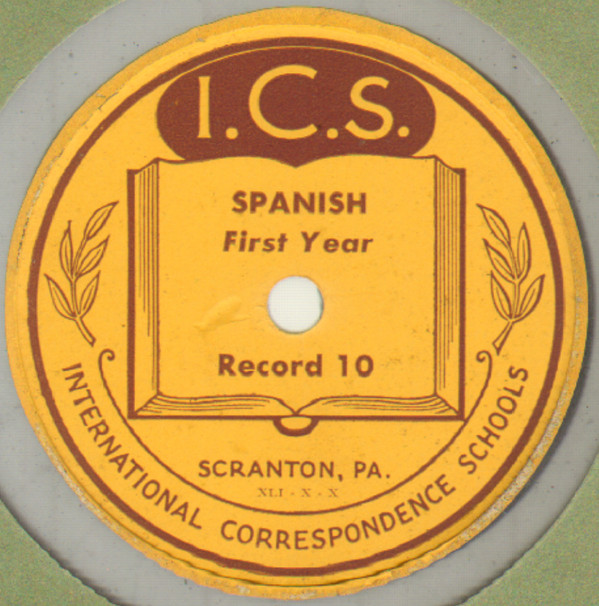 I.C.S.
SPANISH
First Year
Record 10
SCRANTON, PA.
XLI - X - X
INTERNATIONAL CORRESPONDENCE SCHOOLS